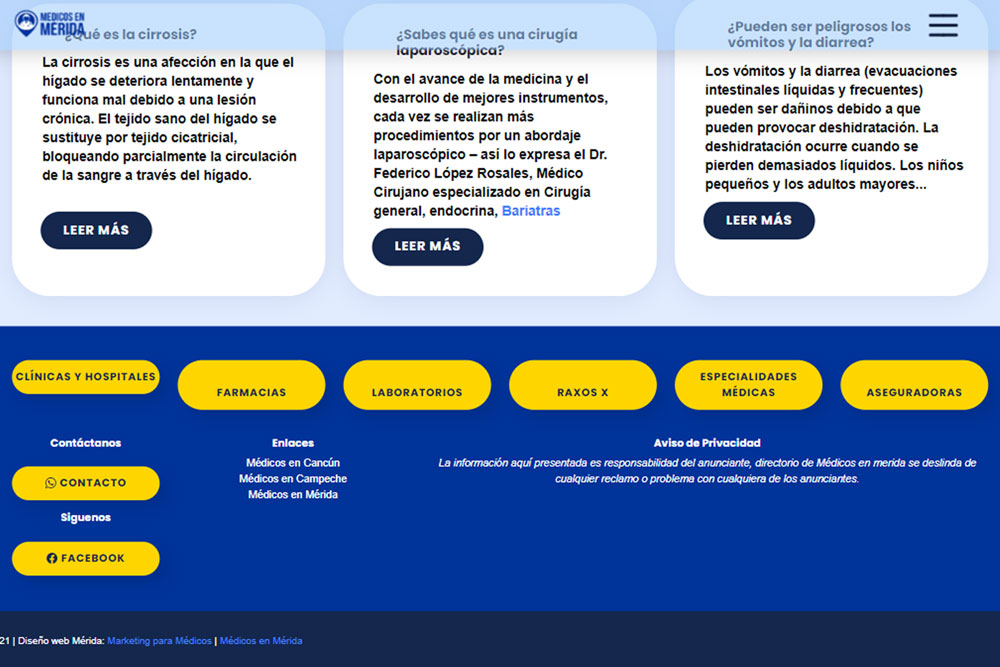 MEDICOS EN
MERIDA
¿Qué es la cirrosis?
La cirrosis es una afección en la que el
hígado se deteriora lentamente y
funciona mal debido a una lesión
crónica. El tejido sano del hígado se
sustituye por tejido cicatricial,
bloqueando parcialmente la circulación
de la sangre a través del hígado.
LEER MÁS
¿Sabes qué es una cirugía
laparoscópica?
Con el avance de la medicina y el
desarrollo de mejores instrumentos,
cada vez se realizan más
procedimientos por un abordaje
laparoscópico – así lo expresa el Dr.
Federico López Rosales, Médico
Cirujano especializado en Cirugía
general, endocrina, Bariatras
LEER MÁS
¿Pueden ser peligrosos los
vómitos y la diarrea?
Los vómitos y la diarrea (evacuaciones
intestinales líquidas y frecuentes)
pueden ser dañinos debido a que
pueden provocar deshidratación. La
deshidratación ocurre cuando se
pierden demasiados líquidos. Los niños
pequeños y los adultos mayores...
LEER MÁS
CLÍNICAS Y HOSPITALES
FARMACIAS
LABORATORIOS
RAXOS X
ESPECIALIDADES
MÉDICAS
ASEGURADORAS
Contáctanos
CONTACTO
Siguenos
FACEBOOK
Enlaces
Médicos en Cancún
Médicos en Campeche
Médicos en Mérida
Aviso de Privacidad
La información aquí presentada es responsabilidad del anunciante, directorio de Médicos en merida se deslinda de
cualquier reclamo o problema con cualquiera de los anunciantes.
21 | Diseño web Mérida: Marketing para Médicos | Médicos en Mérida